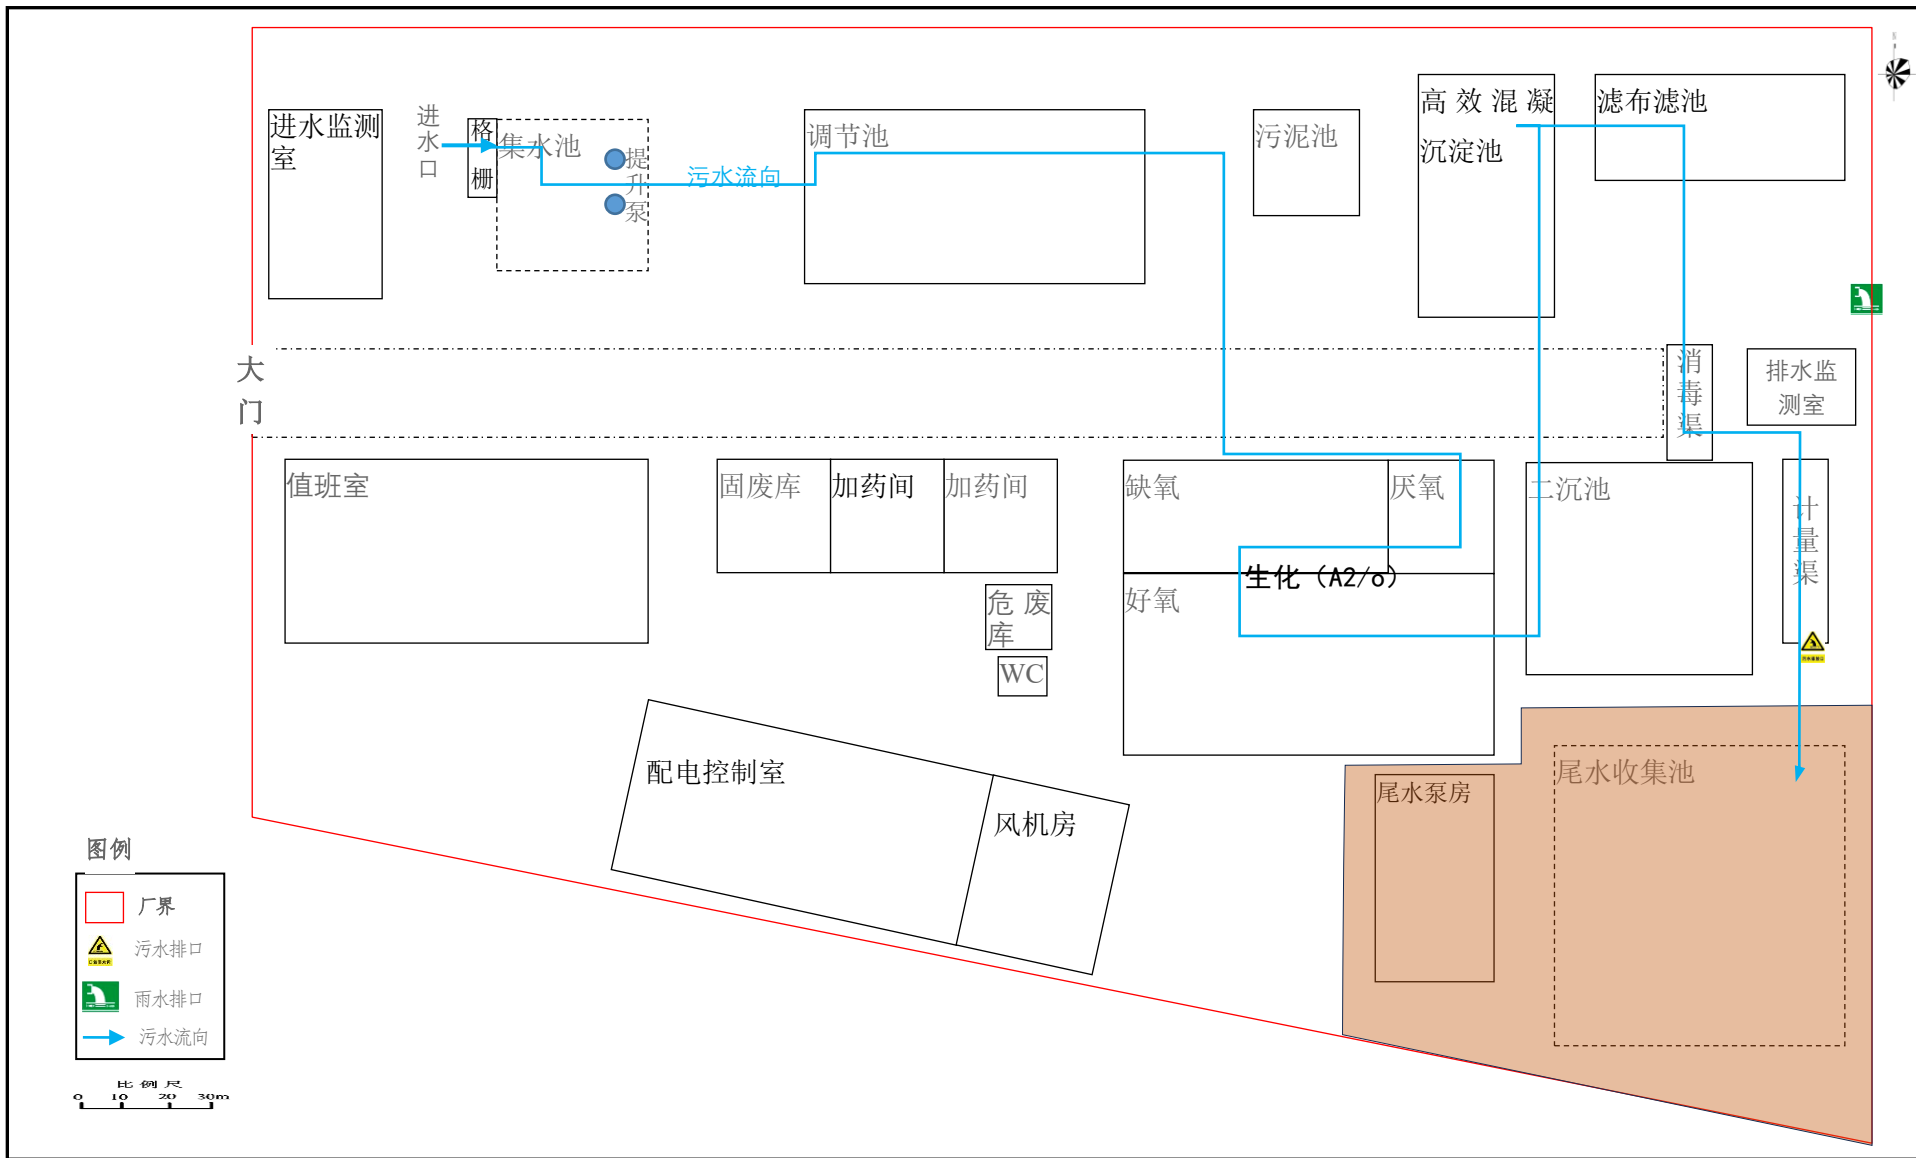 进水监测
室
进
水
口
格
栅
集水池
提
升
泵
污水流向
调节池
污泥池
高效混凝
沉淀池
滤布滤池
大
门
消
毒
渠
排水监
测室
值班室
固废库
加药间
加药间
缺氧
厌氧
二沉池
计
量
渠
生化（A2/o）
好氧
危废
库
WC
配电控制室
风机房
尾水泵房
尾水收集池
图例
厂界
污水排口
雨水排口
污水流向
比例尺
0 10 20 30m